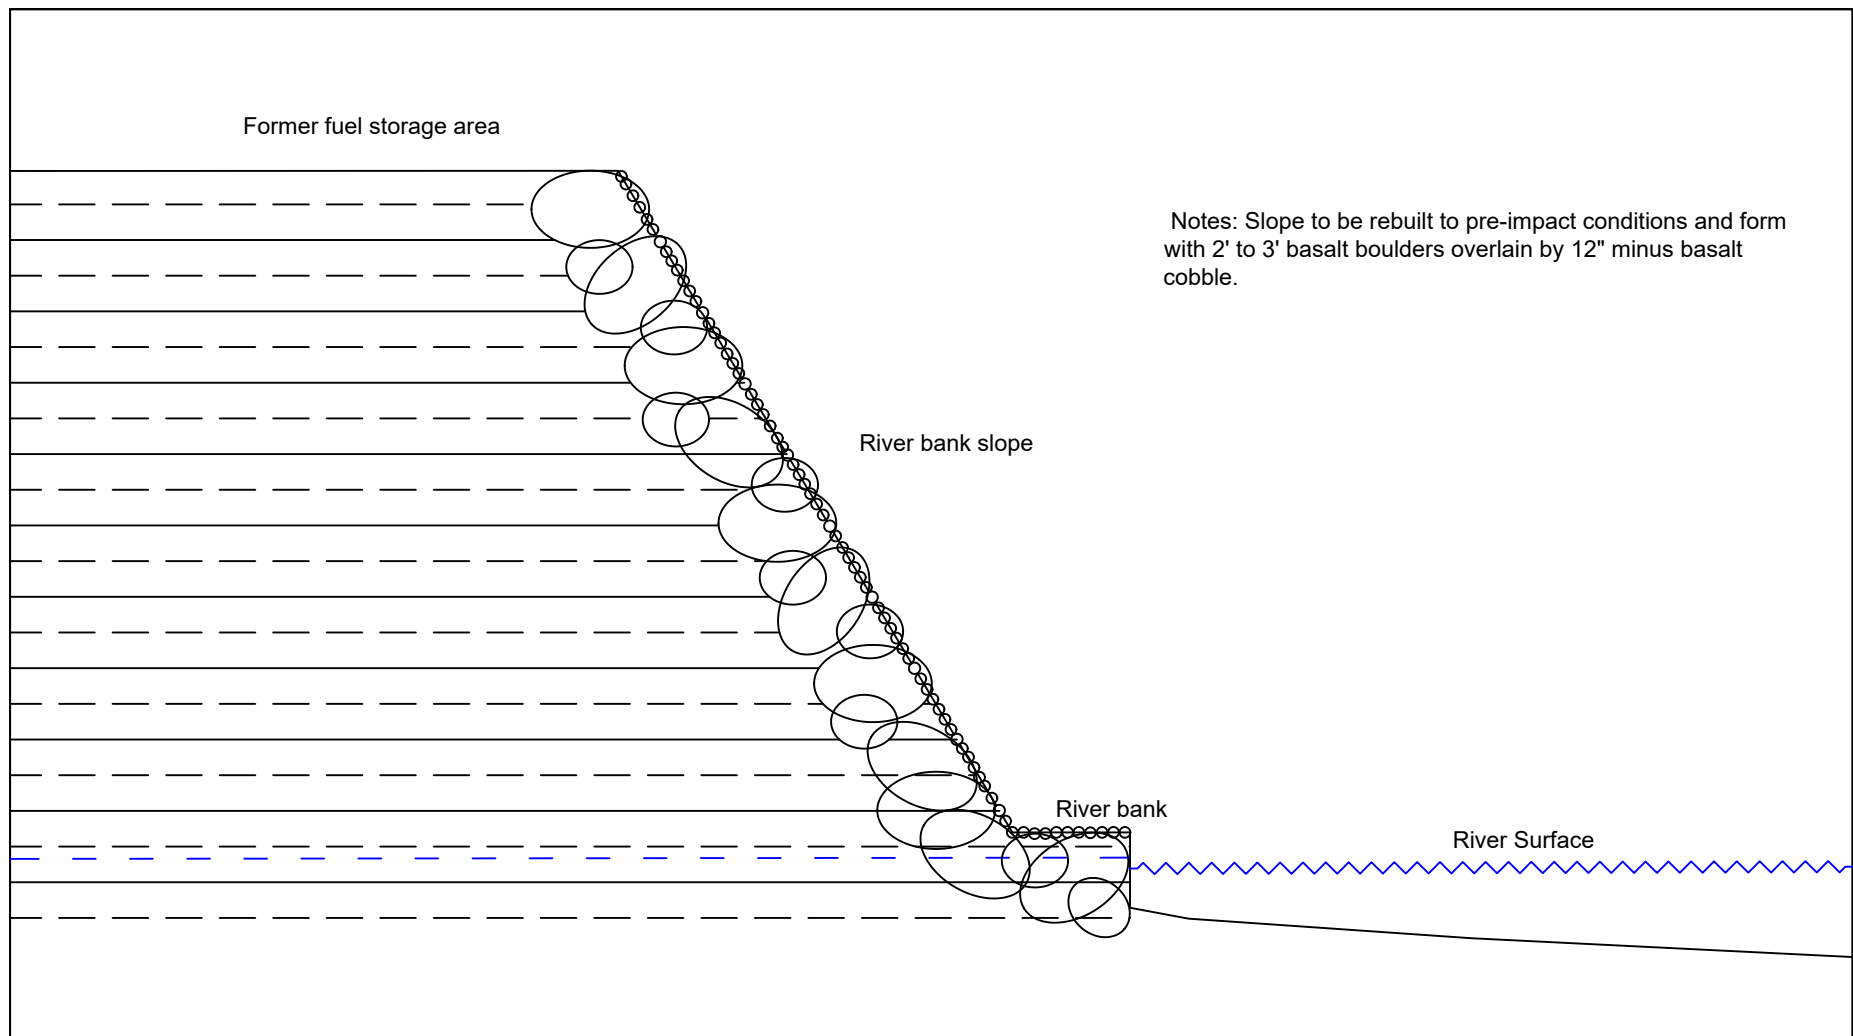 Former fuel storage area
Notes: Slope to be rebuilt to pre-impact conditions and form
with 2' to 3' basalt boulders overlain by 12" minus basalt
cobble.
River bank slope
River bank
River Surface